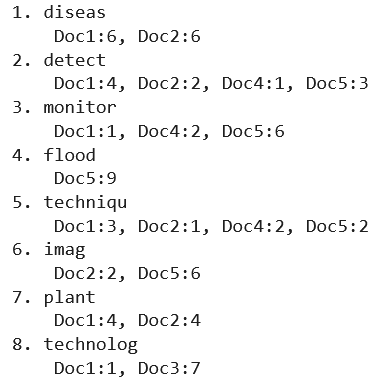 1. diseas
Doc1:6, Doc2:6
2. detect
Doc1:4, Doc2:2, Doc4:1, Doc5:3
3. monitor
Doc1:1, Doc4:2, Doc5:6
4. flood
Doc5:9
5. techniqu
Doc1:3, Doc2:1, Doc4:2, Doc5:2
6. imag
Doc2:2, Doc5:6
7. plant
Doc1:4, Doc2:4
8. technolog
Doc1:1, Doc3:7